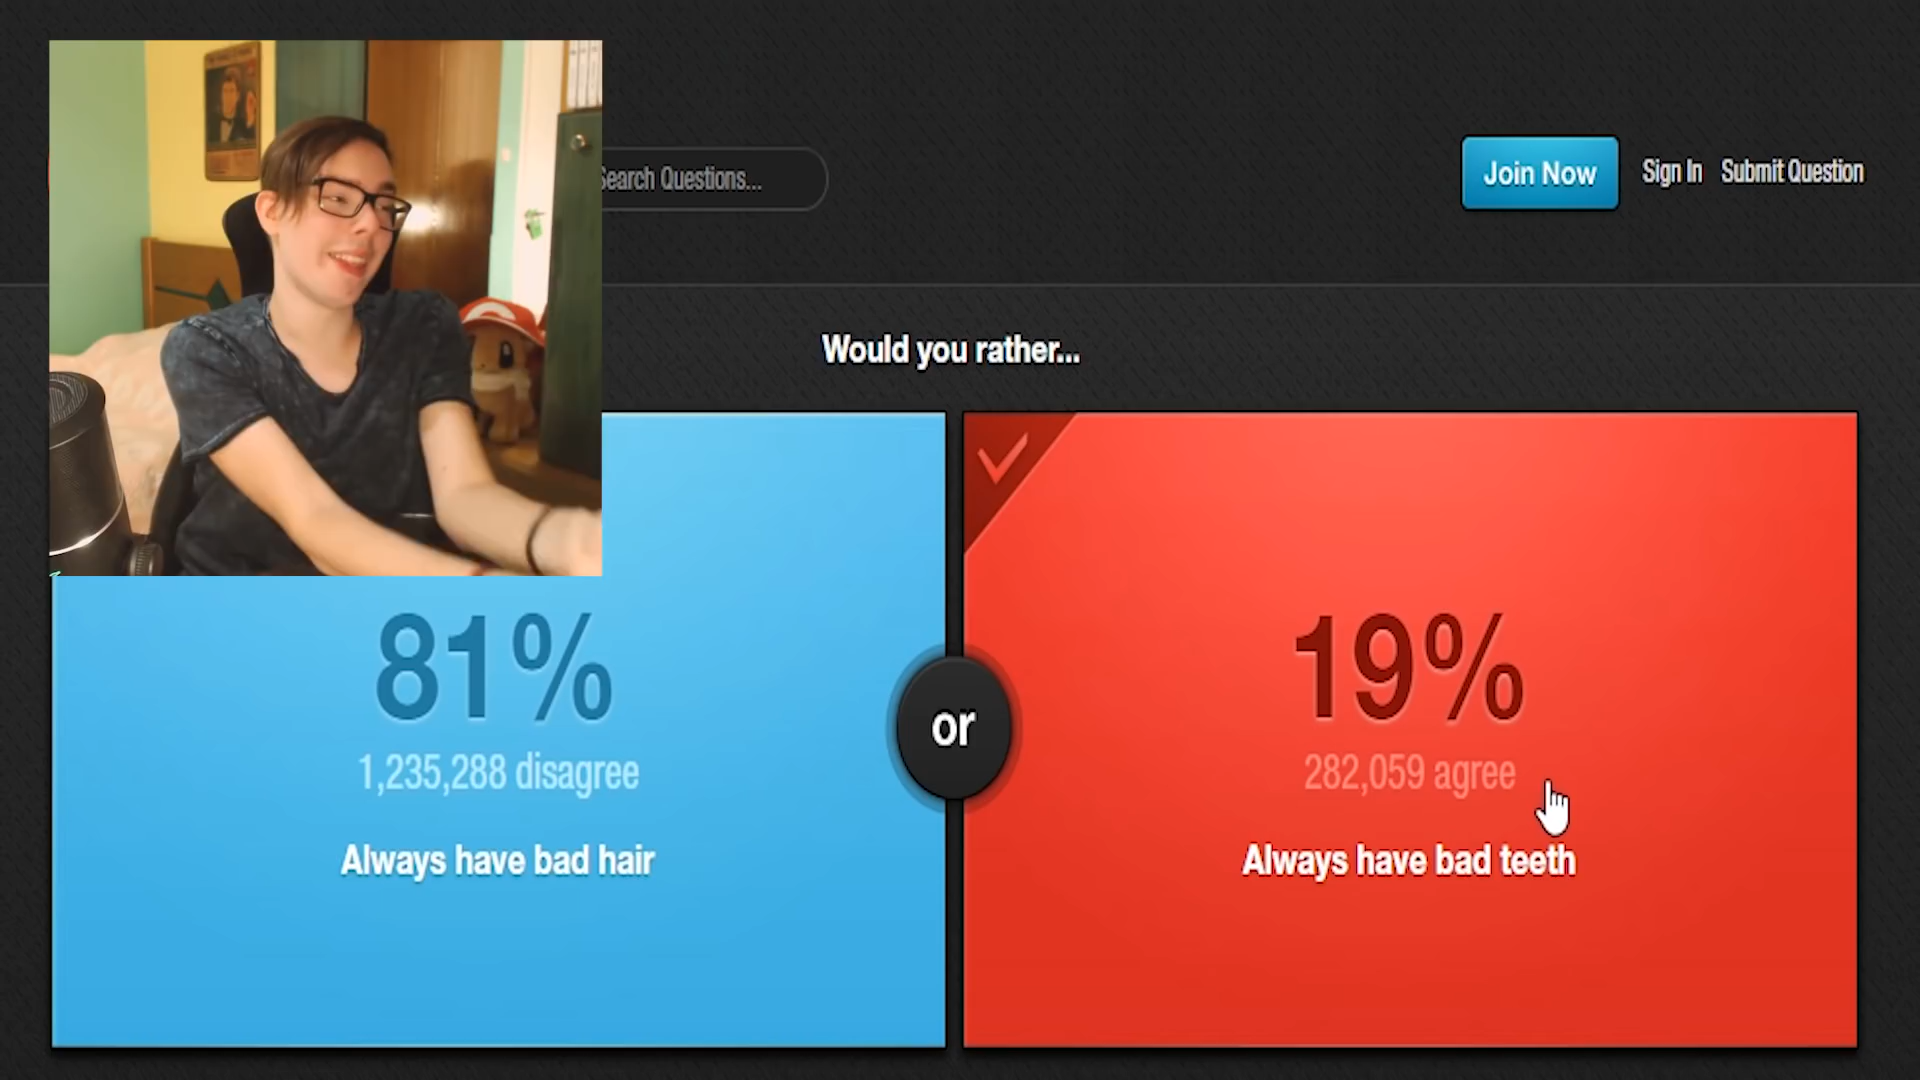 Search Questions...
Join Now
Sign In
Submit Question
Would you rather...
81%
1,235,288 disagree
Always have bad hair
or
19%
282,059 agree
Always have bad teeth